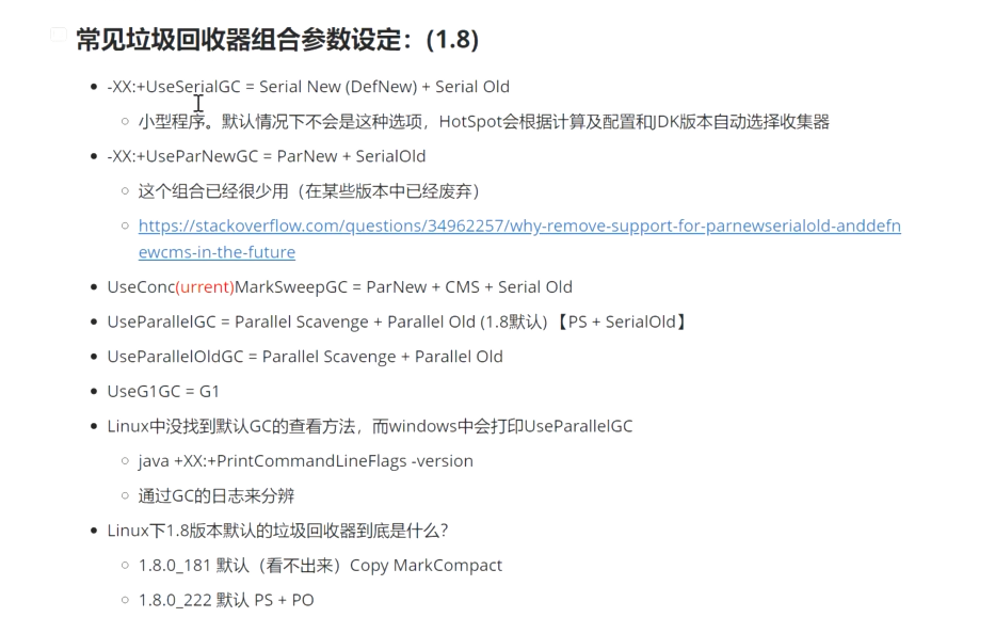 常见垃圾回收器组合参数设定：(1.8)
-XX:+UseSerialGC = Serial New (DefNew) + Serial Old
小型程序。默认情况下不会是这种选项，HotSpot会根据计算及配置和JDK版本自动选择收集器
-XX:+UseParNewGC = ParNew + SerialOld
这个组合已经很少用（在某些版本中已经废弃）
https://stackoverflow.com/questions/34962257/why-remove-support-for-parnewserialold-anddefn
ewcms-in-the-future
UseConc(urrent)MarkSweepGC = ParNew + CMS + Serial Old
UseParallelGC = Parallel Scavenge + Parallel Old (1.8默认) 【PS + SerialOld】
UseParallelOldGC = Parallel Scavenge + Parallel Old
UseG1GC = G1
Linux中没找到默认GC的查看方法，而windows中会打印UseParallelGC
java +XX:+PrintCommandLineFlags -version
通过GC的日志来分辨
Linux下1.8版本默认的垃圾回收器到底是什么？
1.8.0_181 默认（看不出来）Copy MarkCompact
1.8.0_222 默认 PS + PO